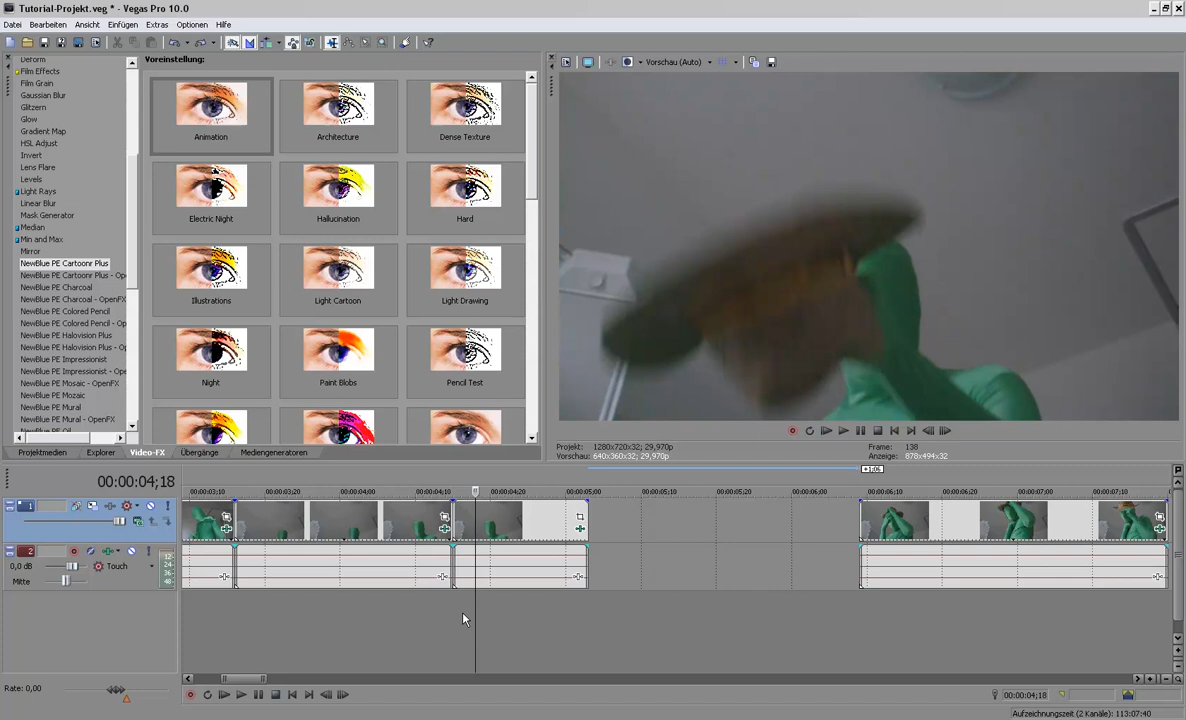 Tutorial-Projekt.veg * - Vegas Pro 10.0
Datei Bearbeiten Ansicht Einfügen Extras Optionen Hilfe
Deform
Film Effects
Film Grain
Gaussian Blur
Glitzern
Glow
Gradient Map
HSL Adjust
Invert
Lens Flare
Levels
Light Rays
Linear Blur
Mask Generator
Median
Min and Max
Mirror
NewBlue PE Cartoonr Plus
NewBlue PE Cartoonr Plus - Op
NewBlue PE Charcoal
NewBlue PE Charcoal - OpenFX
NewBlue PE Colored Pencil
NewBlue PE Colored Pencil - Op
NewBlue PE Halovision Plus
NewBlue PE Halovision Plus - Op
NewBlue PE Impressionist
NewBlue PE Mosaic - OpenFX
NewBlue PE Mozaic
NewBlue PE Mural
NewBlue PE Mural - OpenFX
Voreinstellung:
Animation Architecture Dense Texture
Electric Night Hallucination Hard
Illustrations Light Cartoon Light Drawing
Night Paint Blobs Pencil Test
Projektmedien Explorer Video-FX Übergänge Mediengeneratoren
Vorschau (Auto)
Projekt: 1280x720x32; 29,970p
Vorschau: 640x360x32; 29,970p
Frame: 138
Anzeige: 878x494x32
+1;06
00:00:04;18
00:00:03;10 00:00:03;20 00:00:04;00 00:00:04;10 00:00:04;20 00:00:05;00 00:00:05;10 00:00:05;20 00:00:06;00 00:00:06;10 00:00:06;20 00:00:07;00 00:00:07;10
1
2
0,0 dB Touch
Mitte
12
24
36
48
Rate: 0,00
00:00:04;18
Aufzeichnungszeit (2 Kanäle): 113:07:40